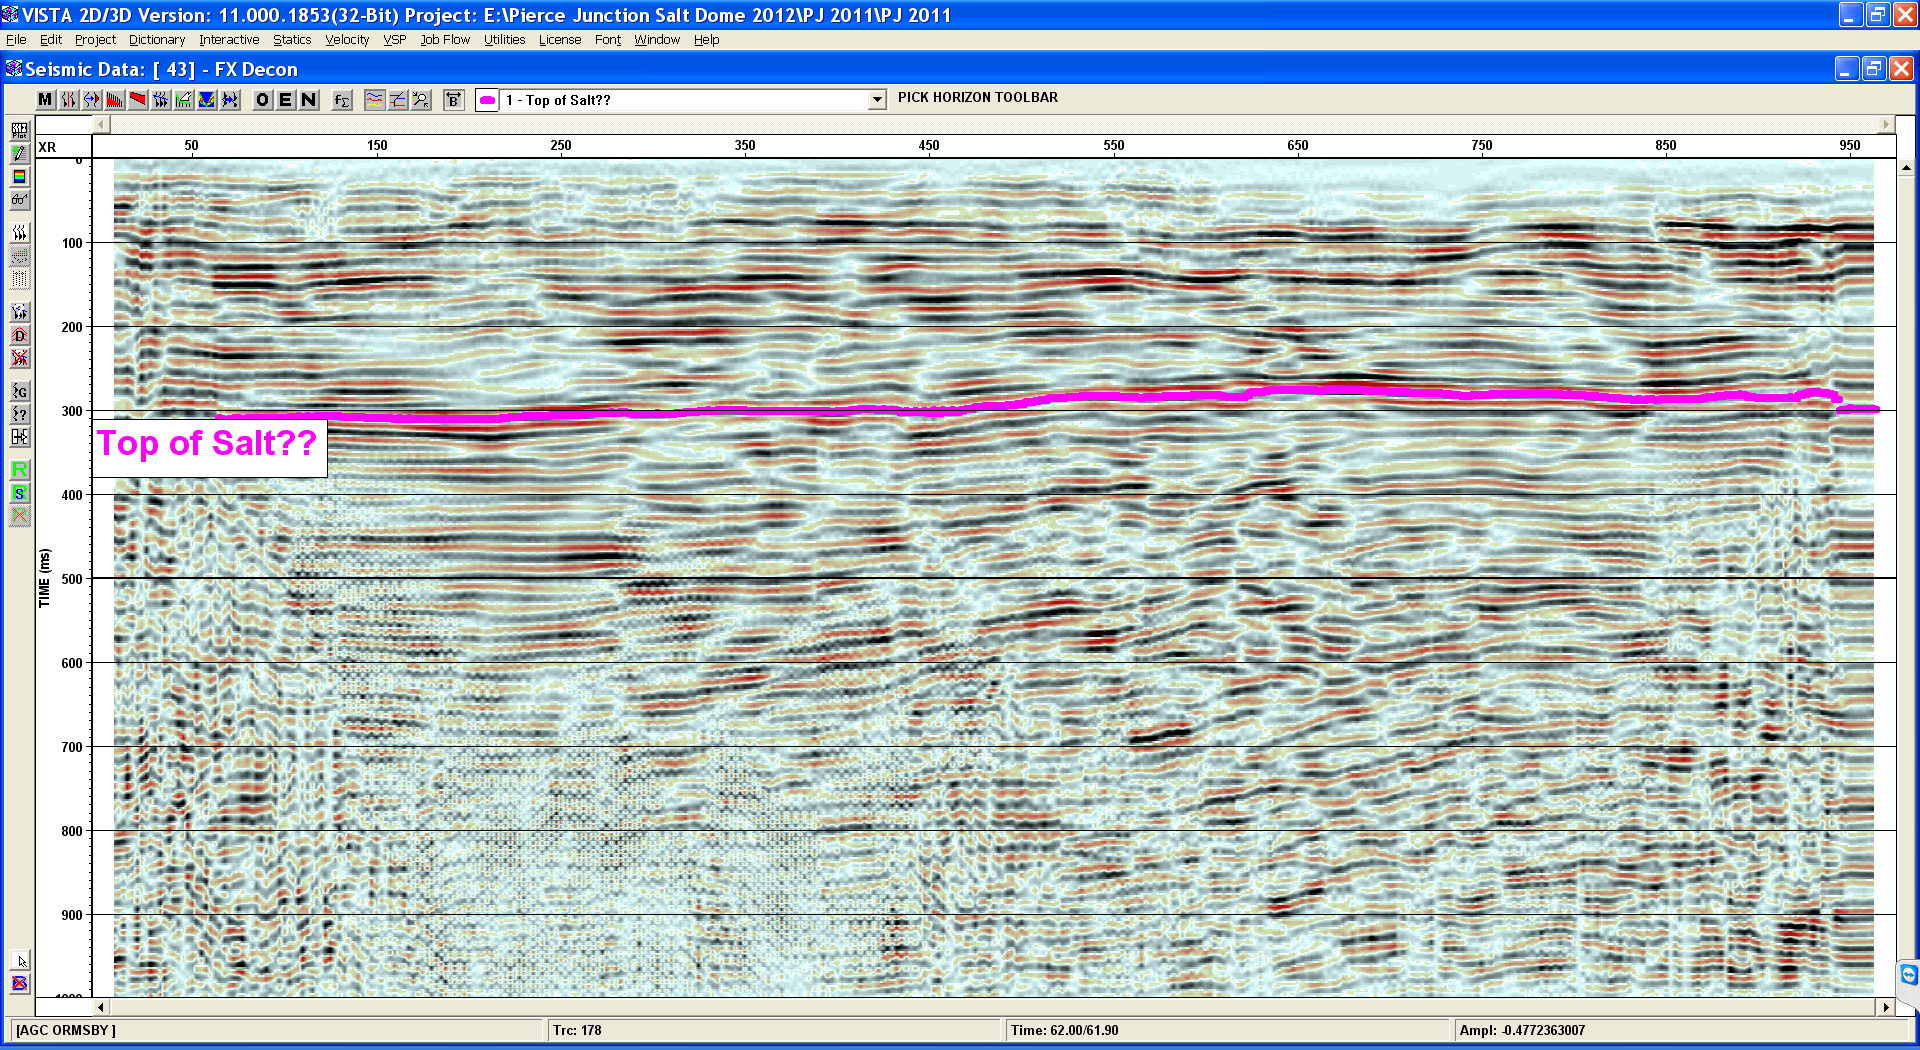 VISTA 2D/3D Version: 11.000.1853(32-Bit) Project: E:\Pierce Junction Salt Dome 2012\PJ 2011\PJ 2011
File Edit Project Dictionary Interactive Statics Velocity VSP Job Flow Utilities License Font Window Help
Seismic Data: [ 43] - FX Decon
M O E N fΣ B 1 - Top of Salt?? PICK HORIZON TOOLBAR
XR 50 150 250 350 450 550 650 750 850 950
0
100
200
300
Top of Salt??
400
500
600
700
800
900
1000
TIME (ms)
Plot
D
G
?
R
S
[AGC ORMSBY ] Trc: 178 Time: 62.00/61.90 Ampl: -0.4772363007